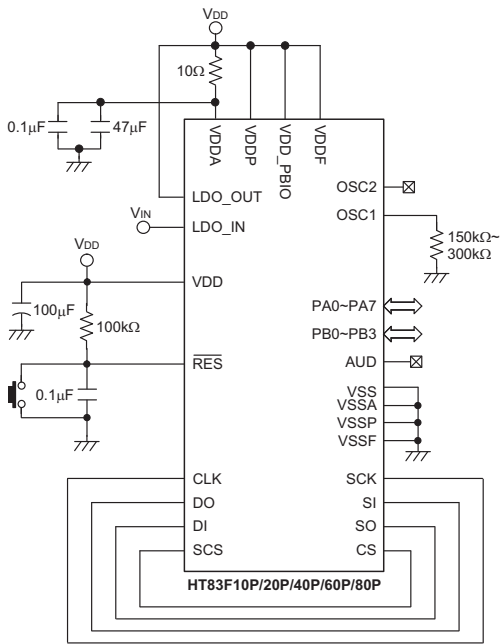 VDD
10Ω
0.1μF
47μF
VDDA
VDDP
VDD_PBIO
VDDF
LDO_OUT
OSC2
VIN
LDO_IN
OSC1
150kΩ~
300kΩ
VDD
VDD
100μF
100kΩ
PA0~PA7
PB0~PB3
RES
AUD
0.1μF
VSS
VSSA
VSSP
VSSF
CLK
SCK
DO
SI
DI
SO
SCS
CS
HT83F10P/20P/40P/60P/80P